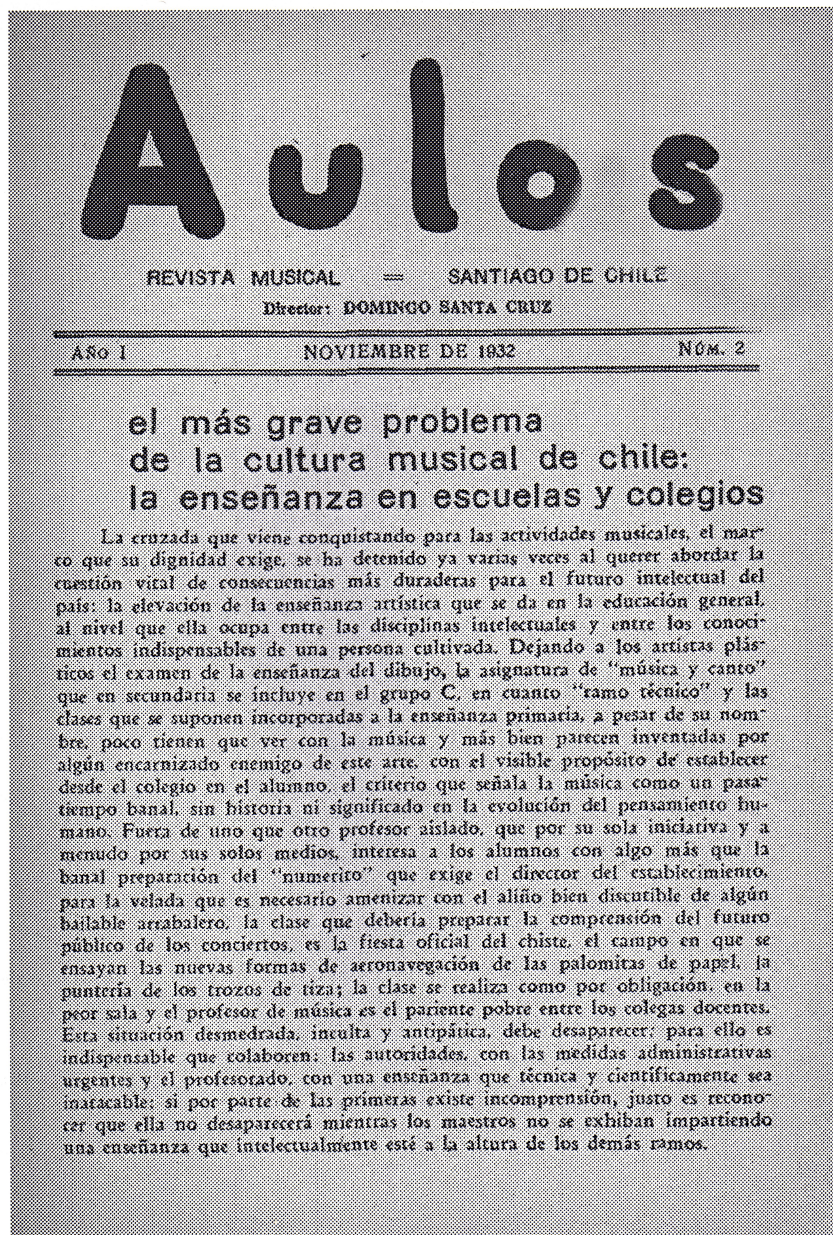 Aulos
REVISTA MUSICAL = SANTIAGO DE CHILE
Director: DOMINGO SANTA CRUZ
AÑO I NOVIEMBRE DE 1932 NÚM. 2
el más grave problema
de la cultura musical de chile:
la enseñanza en escuelas y colegios
La cruzada que viene conquistando para las actividades musicales, el mar-
co que su dignidad exige, se ha detenido ya varias veces al querer abordar la
cuestión vital de consecuencias más duraderas para el futuro intelectual del
país: la elevación de la enseñanza artística que se da en la educación general,
al nivel que ella ocupa entre las disciplinas intelectuales y entre los conoci-
mientos indispensables de una persona cultivada. Dejando a los artistas plás-
ticos el examen de la enseñanza del dibujo, la asignatura de "música y canto"
que en secundaria se incluye en el grupo C, en cuanto "ramo técnico" y las
clases que se suponen incorporadas a la enseñanza primaria, a pesar de su nom-
bre, poco tienen que ver con la música y más bien parecen inventadas por
algún encarnizado enemigo de este arte, con el visible propósito de establecer
desde el colegio en el alumno, el criterio que señala la música como un pasa-
tiempo banal, sin historia ni significado en la evolución del pensamiento hu-
mano. Fuera de uno que otro profesor aislado, que por su sola iniciativa y a
menudo por sus solos medios, interesa a los alumnos con algo más que la
banal preparación del "numerito" que exige el director del establecimiento,
para la velada que es necesario amenizar con el aliño bien discutible de algún
bailable arrabalero, la clase que debería preparar la comprensión del futuro
público de los conciertos, es la fiesta oficial del chiste, el campo en que se
ensayan las nuevas formas de aeronavegación de las palomitas de papel, la
puntería de los trozos de tiza; la clase se realiza como por obligación, en la
peor sala y el profesor de música es el pariente pobre entre los colegas docentes.
Esta situación desmedrada, inculta y antipática, debe desaparecer; para ello es
indispensable que colaboren: las autoridades, con las medidas administrativas
urgentes y el profesorado, con una enseñanza que técnica y científicamente sea
inatacable; si por parte de las primeras existe incomprensión, justo es recono-
cer que ella no desaparecerá mientras los maestros no se exhiban impartiendo
una enseñanza que intelectualmente esté a la altura de los demás ramos.